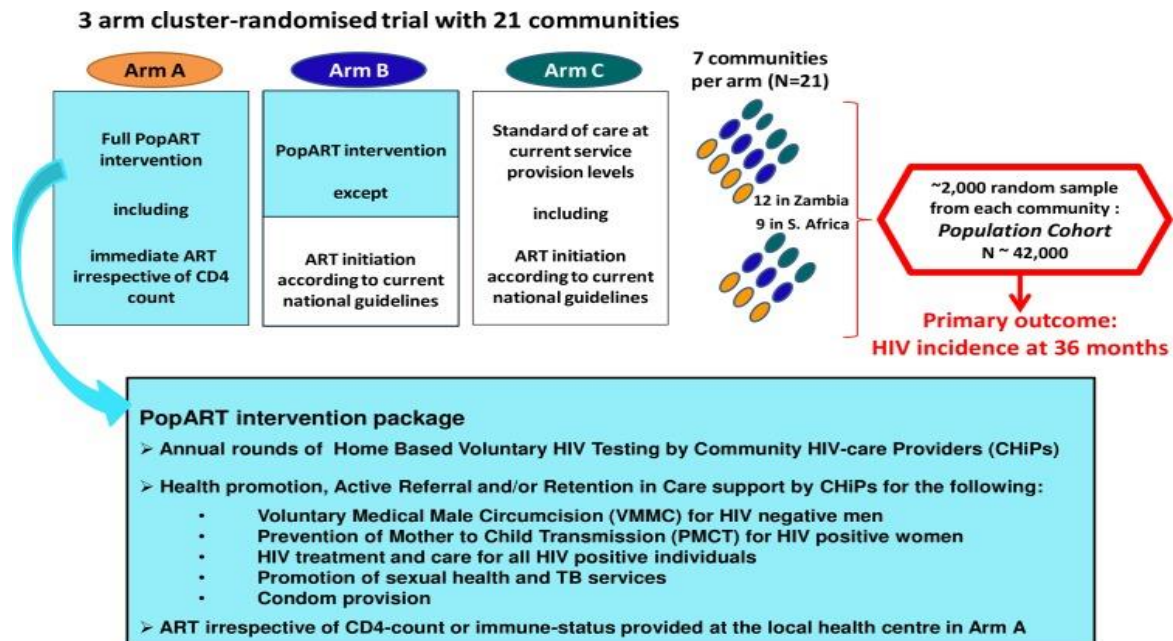 3 arm cluster-randomised trial with 21 communities
Arm A
Full PopART
intervention
including
immediate ART
irrespective of CD4
count
Arm B
PopART intervention
except
ART initiation
according to current
national guidelines
Arm C
Standard of care at
current service
provision levels
including
ART initiation
according to current
national guidelines
7 communities
per arm (N=21)
12 in Zambia
9 in S. Africa
~2,000 random sample
from each community :
Population Cohort
N ~ 42,000
Primary outcome:
HIV incidence at 36 months
PopART intervention package
➢ Annual rounds of Home Based Voluntary HIV Testing by Community HIV-care Providers (CHiPs)
➢ Health promotion, Active Referral and/or Retention in Care support by CHiPs for the following:
• Voluntary Medical Male Circumcision (VMMC) for HIV negative men
• Prevention of Mother to Child Transmission (PMCT) for HIV positive women
• HIV treatment and care for all HIV positive individuals
• Promotion of sexual health and TB services
• Condom provision
➢ ART irrespective of CD4-count or immune-status provided at the local health centre in Arm A